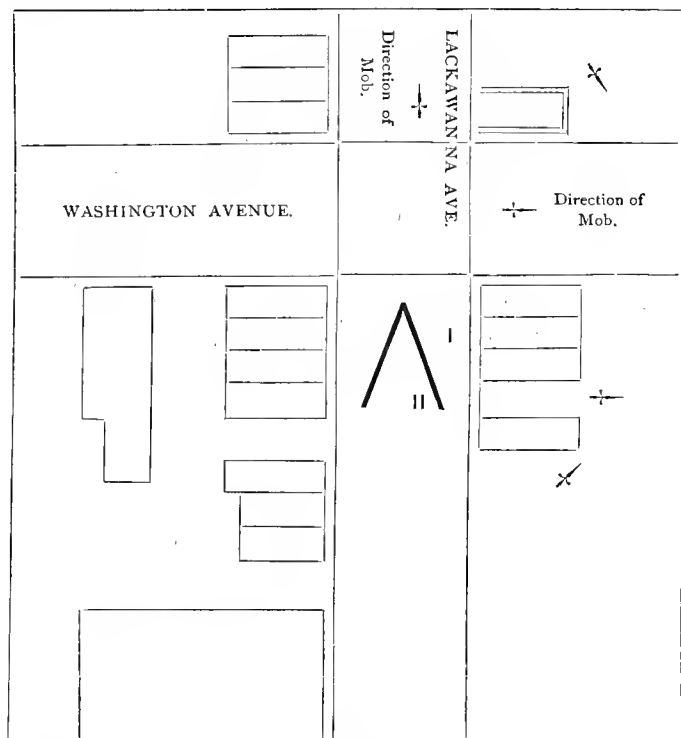 Direction of
Mob.
LACKAWANNA AVE.
WASHINGTON AVENUE.
Direction of
Mob.
I
II